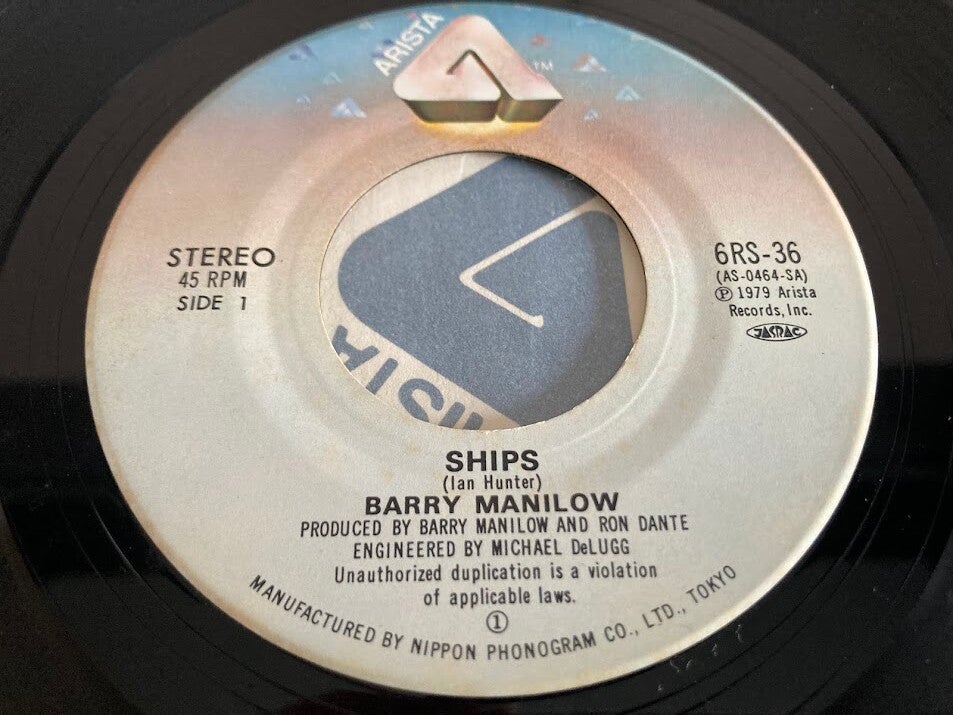 ARISTA
TM
STEREO
45 RPM
SIDE 1
6RS-36
(AS-0464-SA)
Ⓟ 1979 Arista
Records, Inc.
JASRAC
SHIPS
(Ian Hunter)
BARRY MANILOW
PRODUCED BY BARRY MANILOW AND RON DANTE
ENGINEERED BY MICHAEL DeLUGG
Unauthorized duplication is a violation
of applicable laws.
①
MANUFACTURED BY NIPPON PHONOGRAM CO., LTD., TOKYO